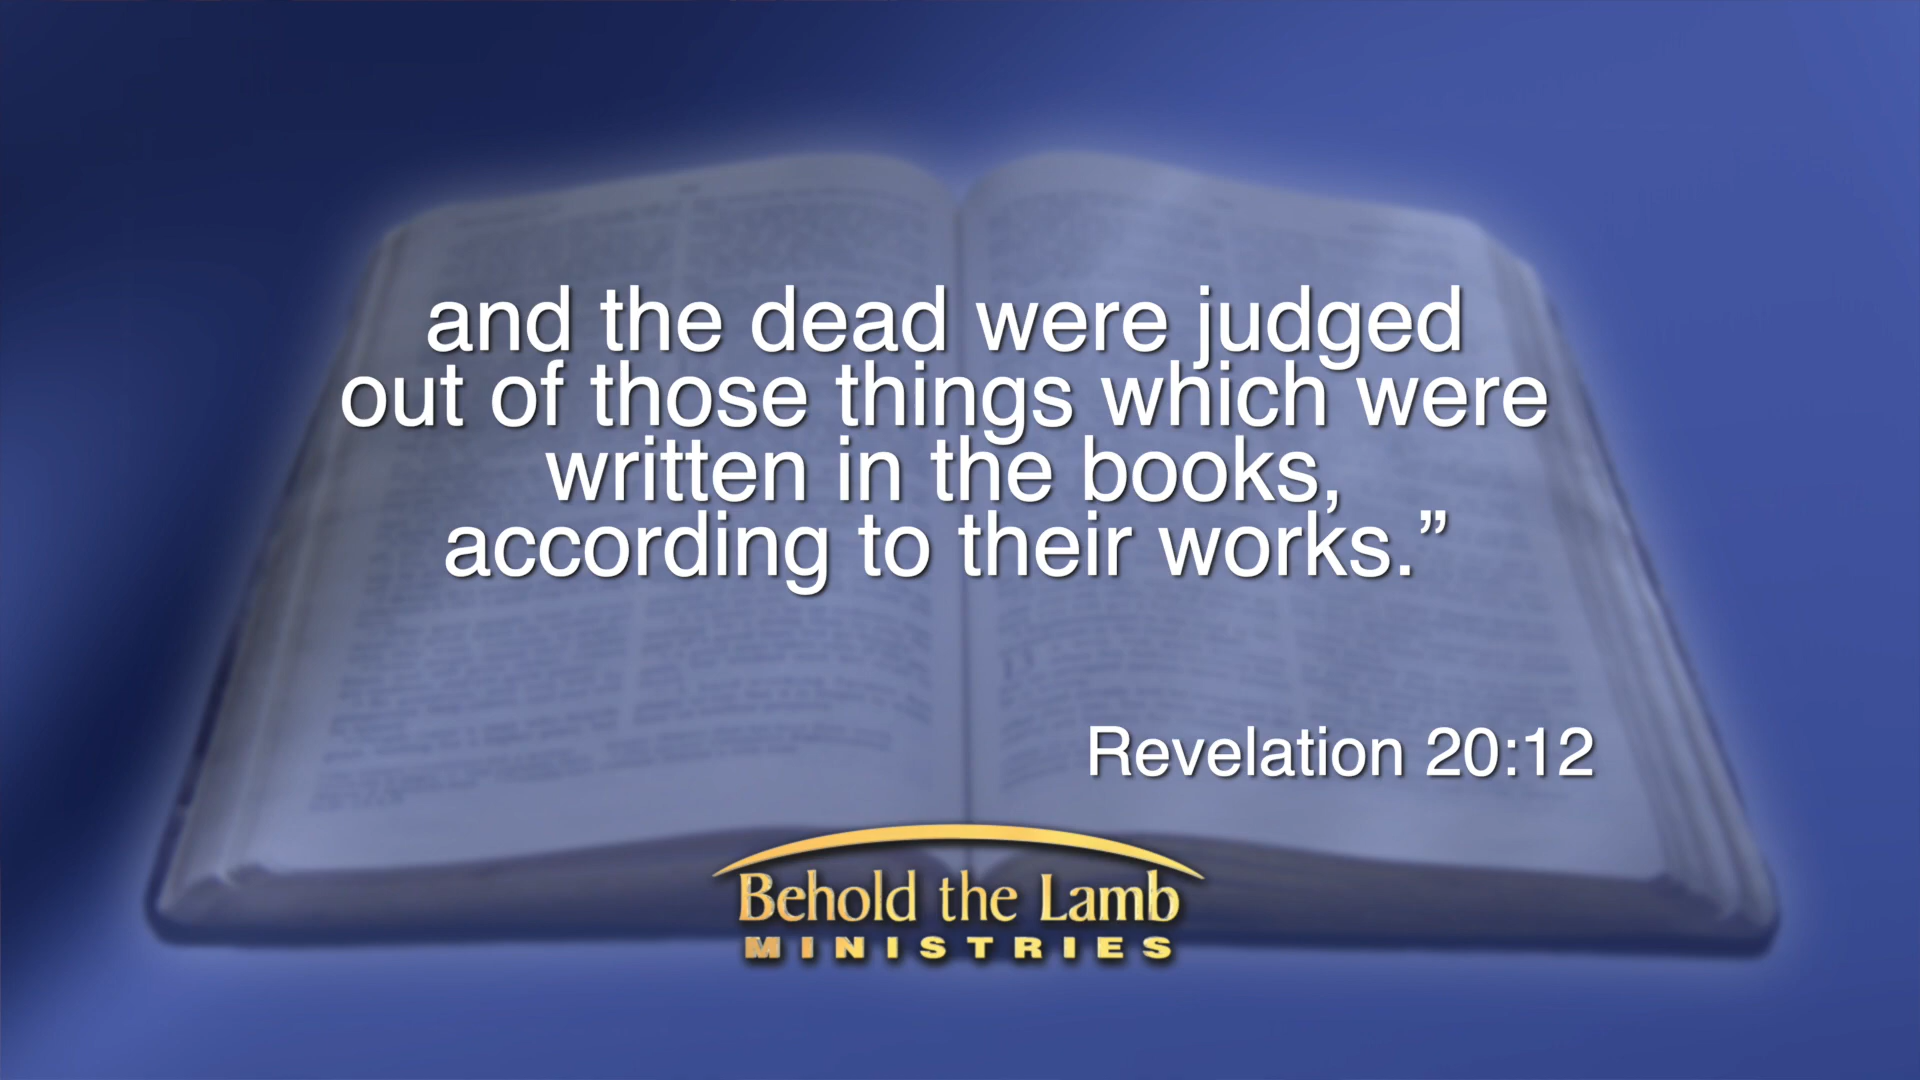 and the dead were judged
out of those things which were
written in the books,
according to their works.”
Revelation 20:12
Behold the Lamb
MINISTRIES